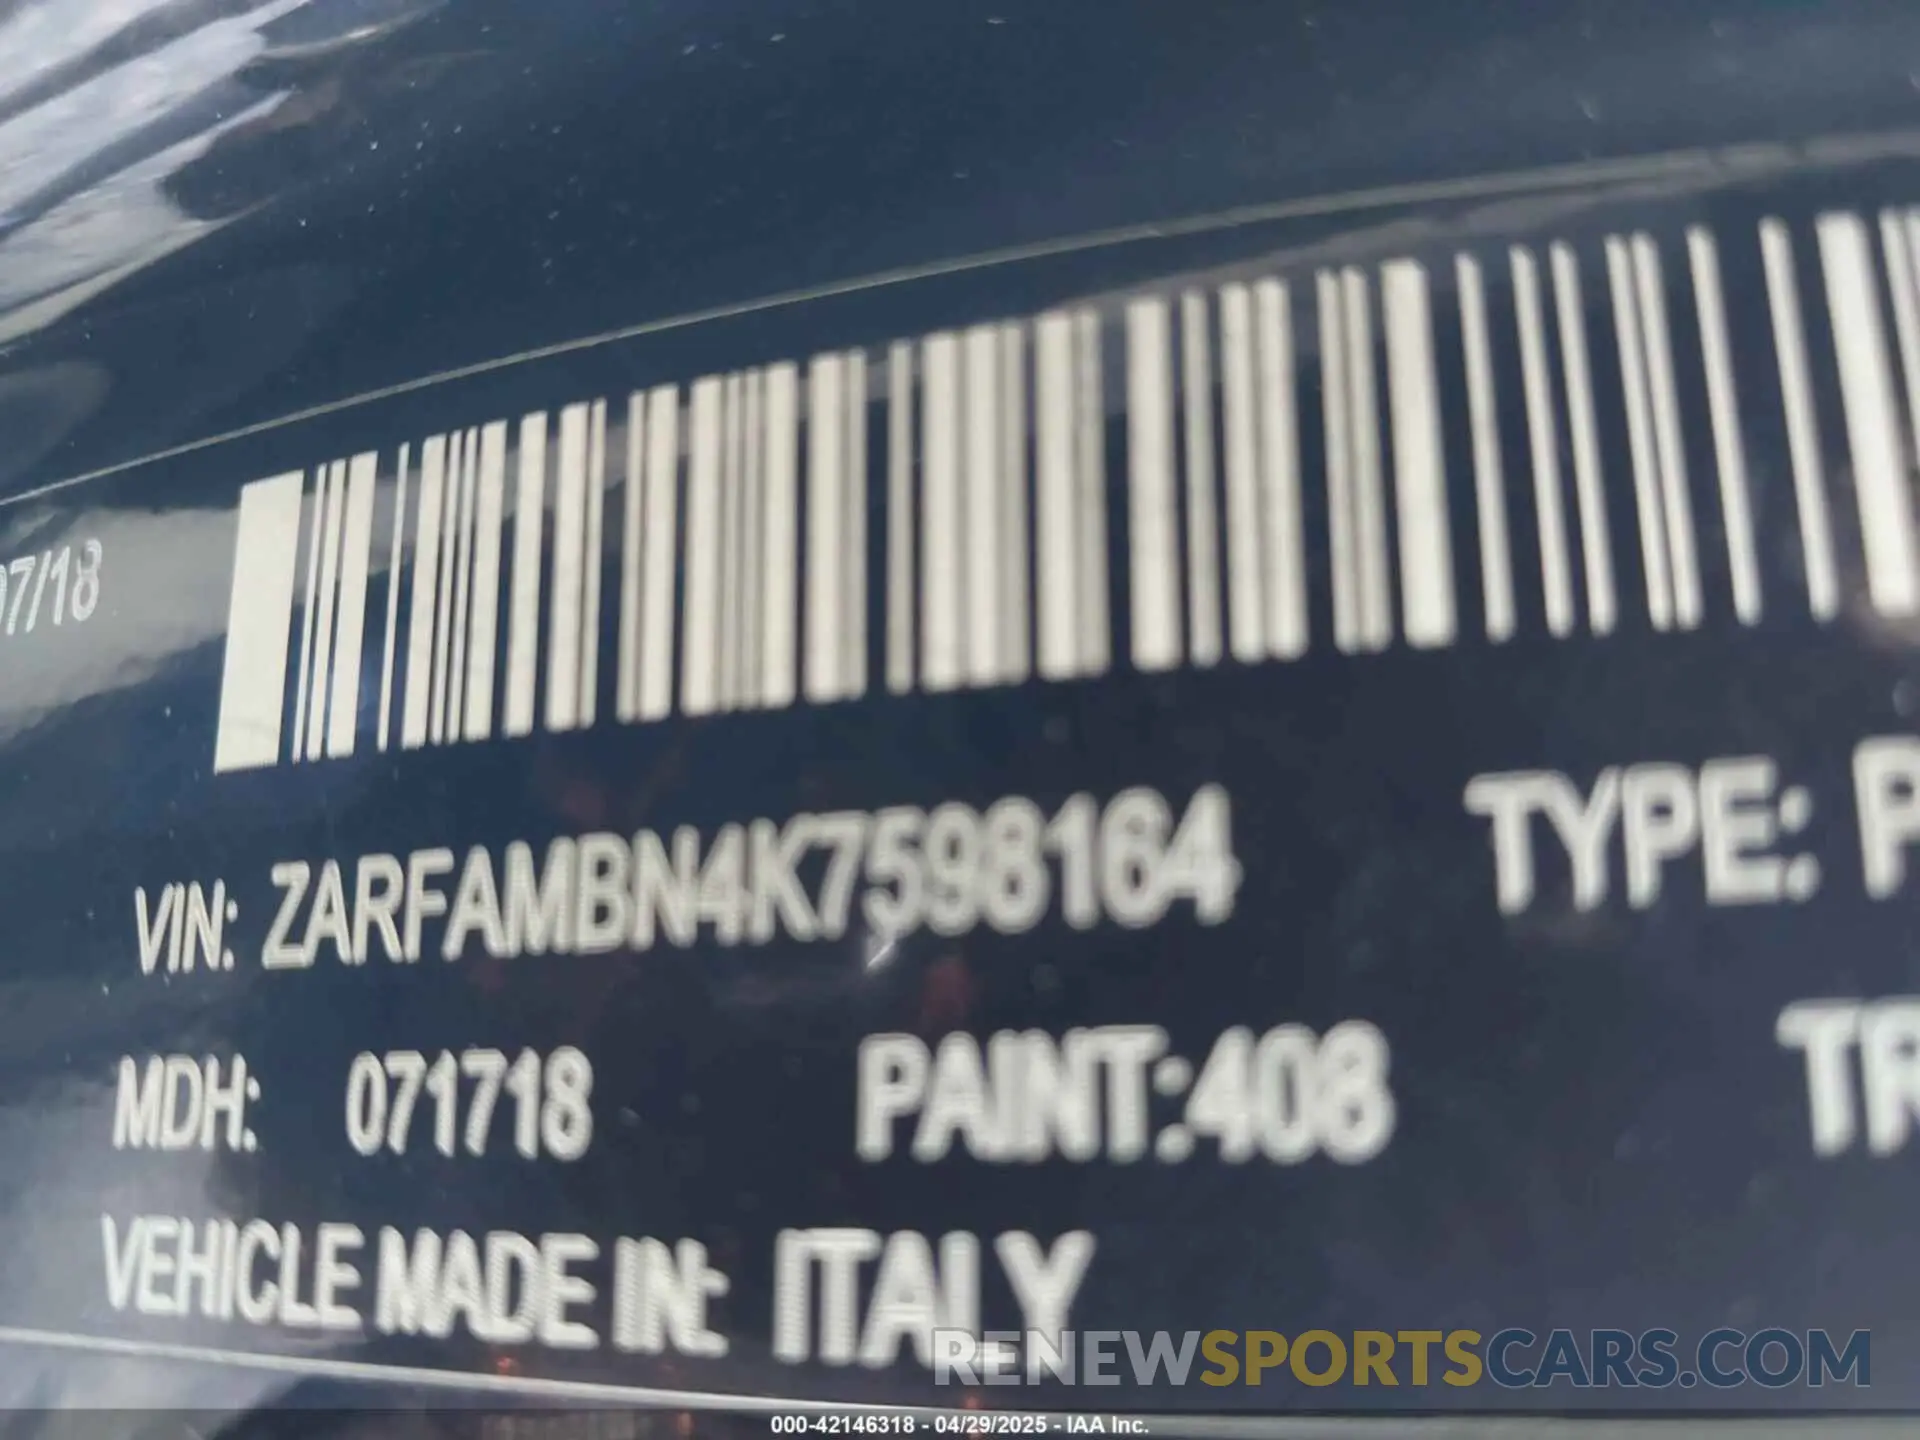 07/18
VIN: ZARFAMBN4K7598164 TYPE: P
MDH: 071718 PAINT:408 TR
VEHICLE MADE IN: ITALY
RENEWSPORTSCARS.COM
000-42146318 - 04/29/2025 - IAA Inc.